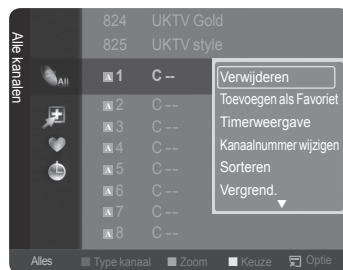 Alle kanalen
824 UKTV Gold
825 UKTV style
All
A 1 C --
A 2 C --
A 3 C --
A 4 C --
A 5 C --
A 6 C --
A 7 C --
A 8 C --
Verwijderen
Toevoegen als Favoriet
Timerweergave
Kanaalnummer wijzigen
Sorteren
Vergrend.
Alles Type kanaal Zoom Keuze Optie